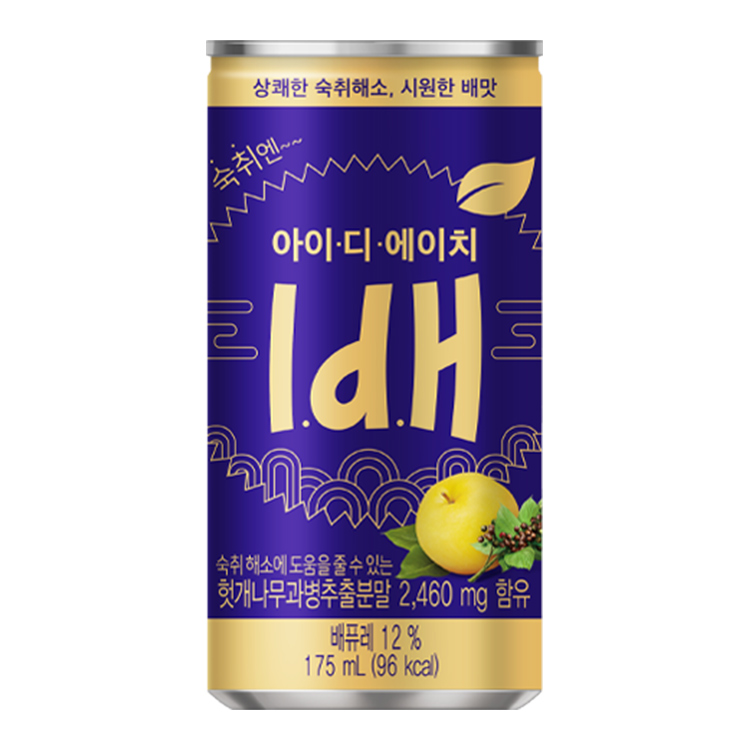 상쾌한 숙취해소, 시원한 배맛
숙취엔~~
아이·디·에이치
I.d.H
숙취 해소에 도움을 줄 수 있는
헛개나무과병추출분말 2,460 mg 함유
배퓨레 12 %
175 mL (96 kcal)